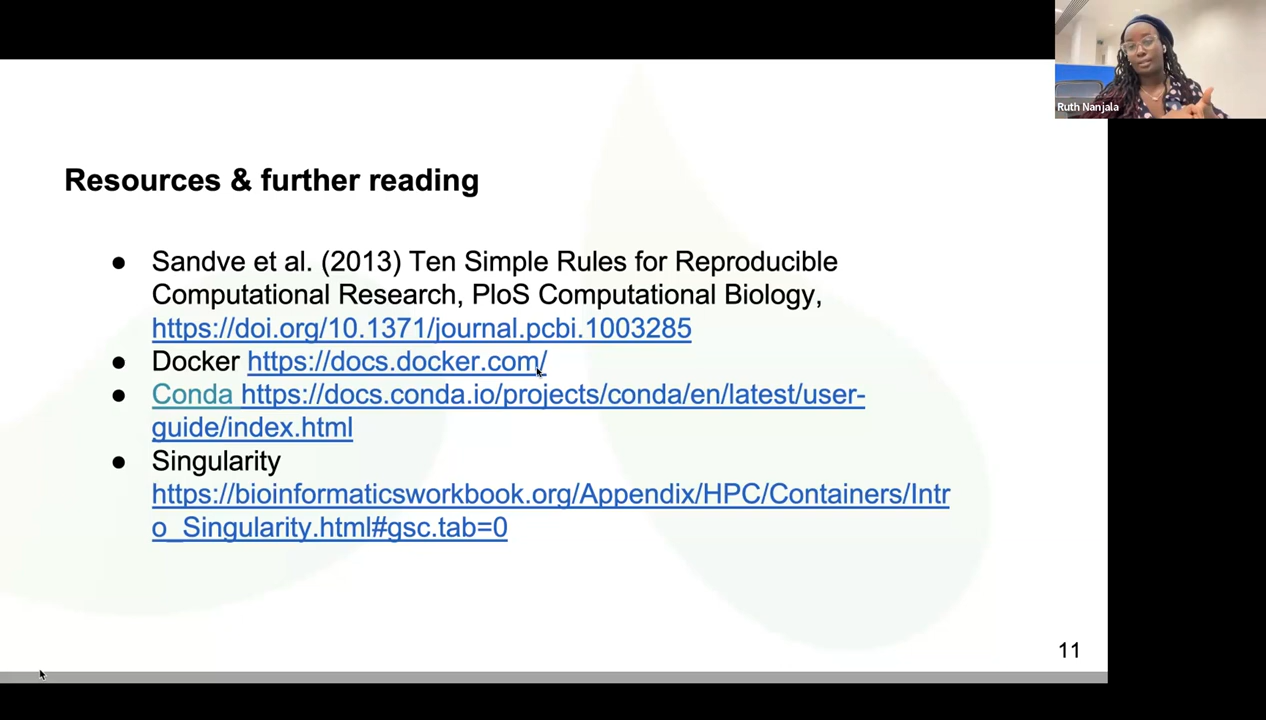 Ruth Nanjala
Resources & further reading
● Sandve et al. (2013) Ten Simple Rules for Reproducible
Computational Research, PloS Computational Biology,
https://doi.org/10.1371/journal.pcbi.1003285
● Docker https://docs.docker.com/
● Conda https://docs.conda.io/projects/conda/en/latest/user-
guide/index.html
● Singularity
https://bioinformaticsworkbook.org/Appendix/HPC/Containers/Intr
o_Singularity.html#gsc.tab=0
11